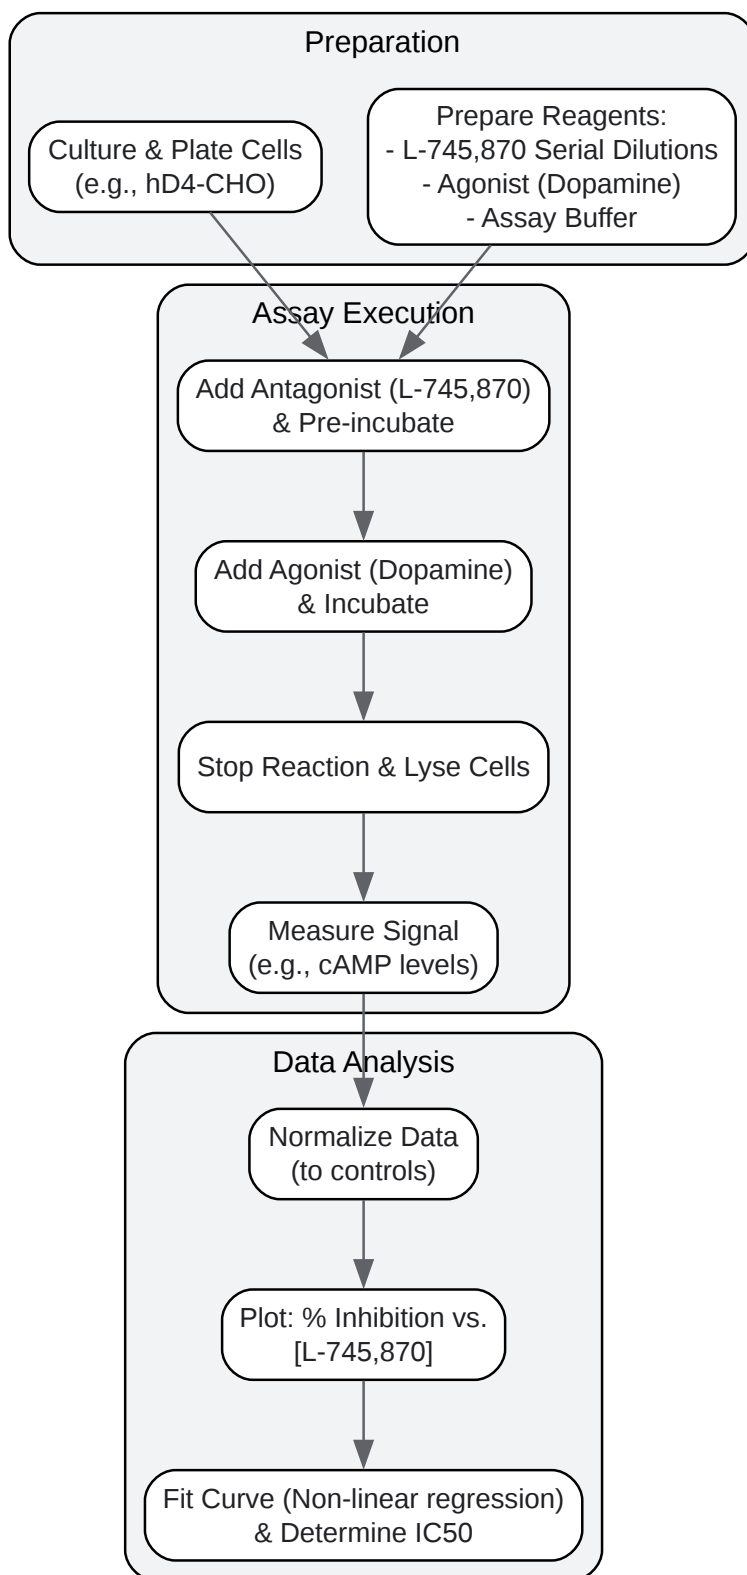 Preparation
Culture & Plate Cells
(e.g., hD4-CHO)
Prepare Reagents:
- L-745,870 Serial Dilutions
- Agonist (Dopamine)
- Assay Buffer
Assay Execution
Add Antagonist (L-745,870)
& Pre-incubate
Add Agonist (Dopamine)
& Incubate
Stop Reaction & Lyse Cells
Measure Signal
(e.g., cAMP levels)
Data Analysis
Normalize Data
(to controls)
Plot: % Inhibition vs.
[L-745,870]
Fit Curve (Non-linear regression)
& Determine IC50